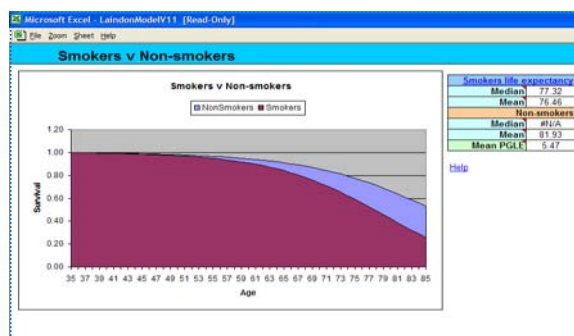 Microsoft Excel - LaindonModelV11 [Read-Only]
File Zoom Sheet Help
Smokers v Non-smokers
Smokers v Non-smokers
NonSmokers Smokers
1.20
1.00
0.80
0.60
0.40
0.20
0.00
Survival
35 37 39 41 43 45 47 49 51 53 55 57 59 61 63 65 67 69 71 73 75 77 79 81 83 85
Age
Smokers life expectancy
Median 77.32
Mean 76.46
Non-smokers
Median #N/A
Mean 81.93
Mean PGLE 5.47
Help